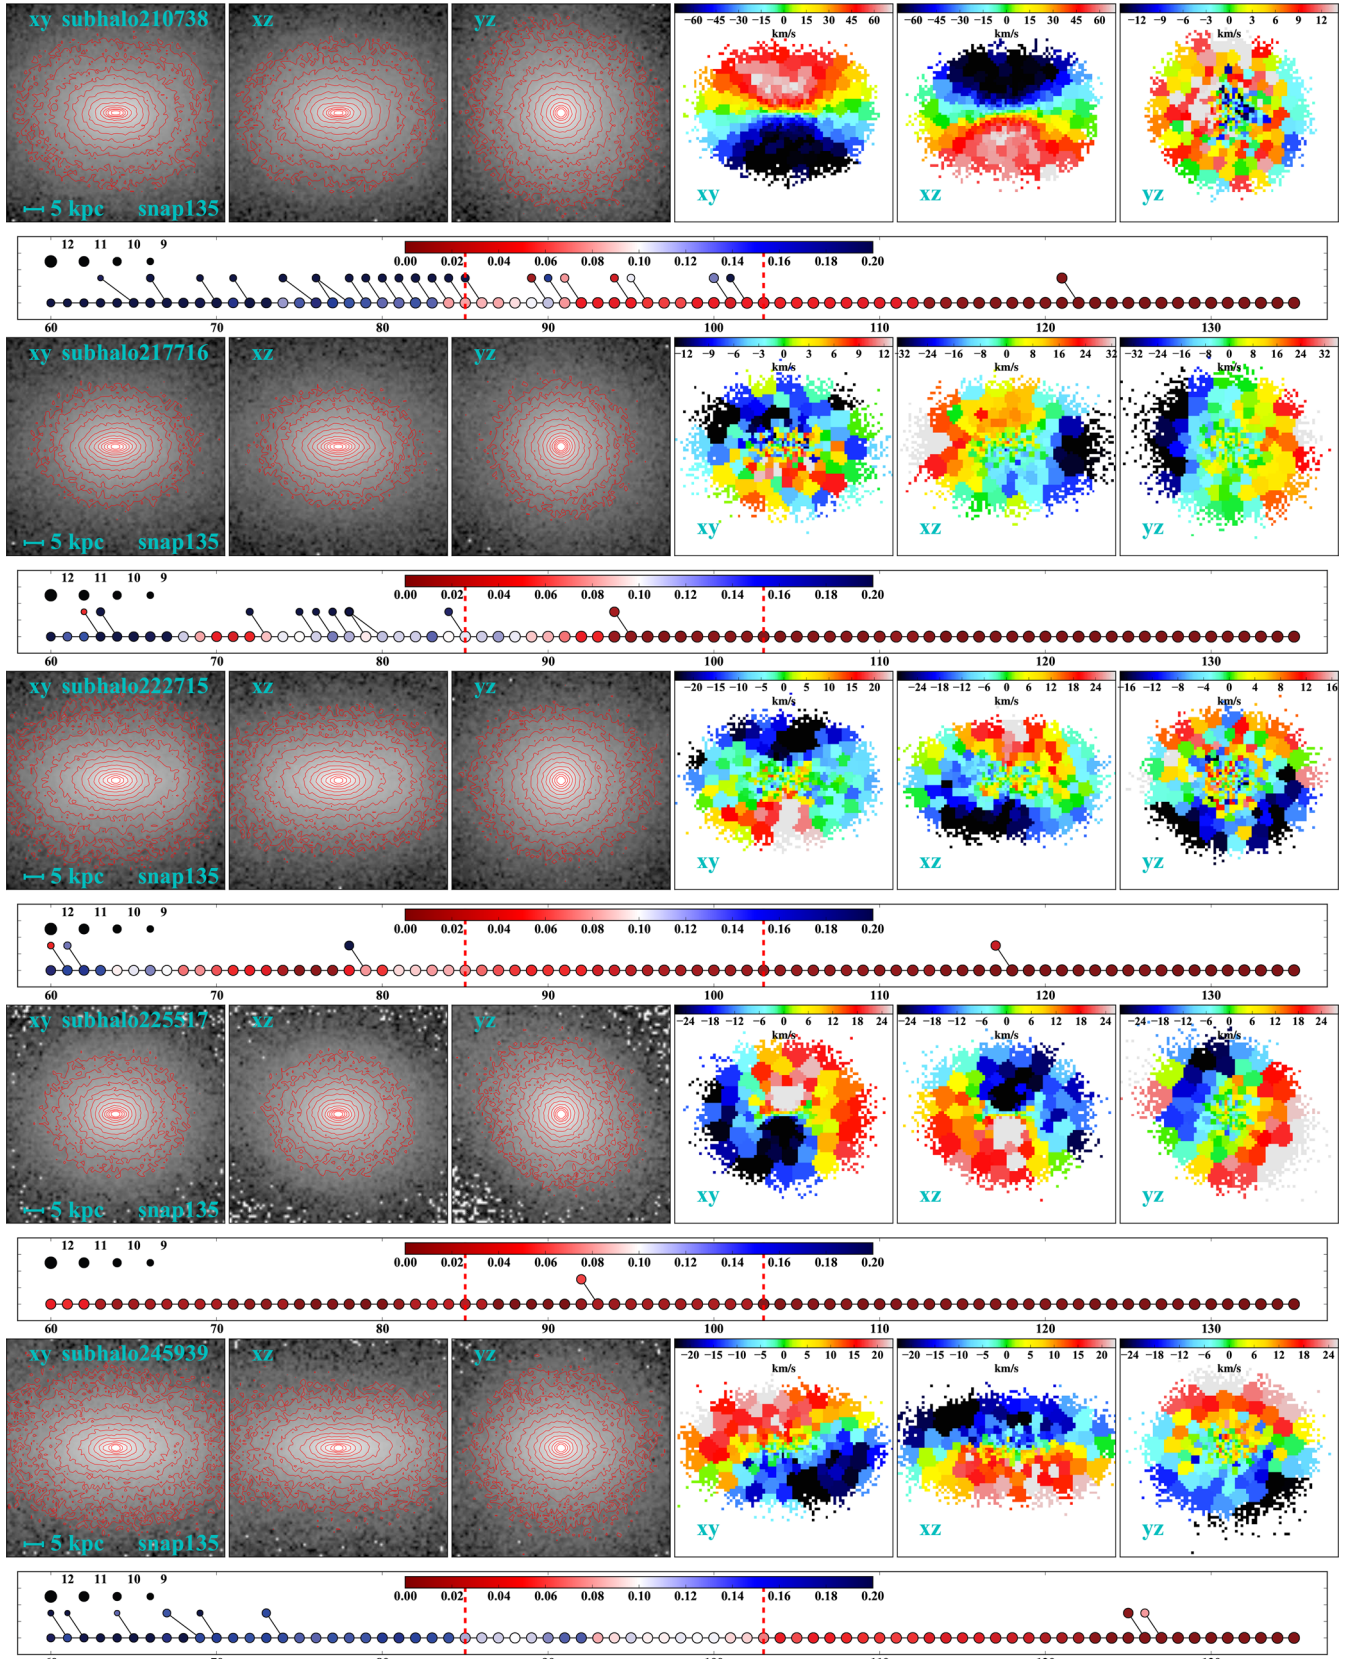 xy subhalo210738 xz yz
−60 −45 −30 −15 0 15 30 45 60 −60 −45 −30 −15 0 15 30 45 60 −12 −9 −6 −3 0 3 6 9 12
km/s km/s km/s
5 kpc snap135 xy xz yz
12 11 10 9
0.00 0.02 0.04 0.06 0.08 0.10 0.12 0.14 0.16 0.18 0.20
60 70 80 90 100 110 120 130
xy subhalo217716 xz yz
−12 −9 −6 −3 0 3 6 9 12 −32 −24 −16 −8 0 8 16 24 32 −32 −24 −16 −8 0 8 16 24 32
km/s km/s km/s
5 kpc snap135 xy xz yz
12 11 10 9
0.00 0.02 0.04 0.06 0.08 0.10 0.12 0.14 0.16 0.18 0.20
60 70 80 90 100 110 120 130
xy subhalo222715 xz yz
−20 −15 −10 −5 0 5 10 15 20 −24 −18 −12 −6 0 6 12 18 24 −16 −12 −8 −4 0 4 8 12 16
km/s km/s km/s
5 kpc snap135 xy xz yz
12 11 10 9
0.00 0.02 0.04 0.06 0.08 0.10 0.12 0.14 0.16 0.18 0.20
60 70 80 90 100 110 120 130
xy subhalo225517 xz yz
−24 −18 −12 −6 0 6 12 18 24 −24 −18 −12 −6 0 6 12 18 24 −24 −18 −12 −6 0 6 12 18 24
km/s km/s km/s
5 kpc snap135 xy xz yz
12 11 10 9
0.00 0.02 0.04 0.06 0.08 0.10 0.12 0.14 0.16 0.18 0.20
60 70 80 90 100 110 120 130
xy subhalo245939 xz yz
−20 −15 −10 −5 0 5 10 15 20 −20 −15 −10 −5 0 5 10 15 20 −24 −18 −12 −6 0 6 12 18 24
km/s km/s km/s
5 kpc snap135 xy xz yz
12 11 10 9
0.00 0.02 0.04 0.06 0.08 0.10 0.12 0.14 0.16 0.18 0.20